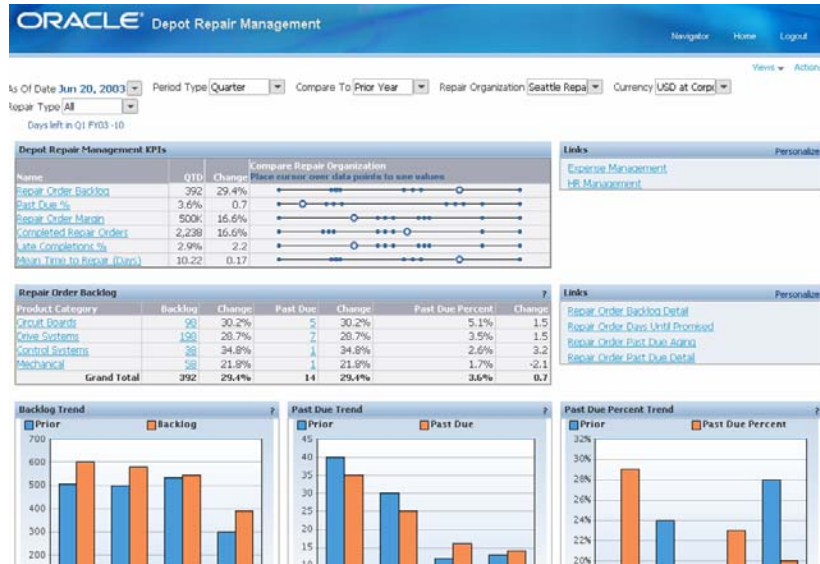 ORACLE Depot Repair Management
Navigator Home Logout
Views Action
As Of Date Jun 20, 2003 Period Type Quarter Compare To Prior Year Repair Organization Seattle Repa Currency USD at Corp
Repair Type All
Days left in Q1 FY03 -10
Depot Repair Management KPIs
Compare Repair Organization
Name QTD Change Place cursor over data points to see values
Repair Order Backlog 392 29.4%
Past Due % 3.6% 0.7
Repair Order Margin 500K 16.6%
Completed Repair Orders 2,238 16.6%
Late Completions % 2.9% 2.2
Mean Time to Repair (Days) 10.22 0.17
Links Personalize
Expense Management
HR Management
Repair Order Backlog ?
Product Category Backlog Change Past Due Change Past Due Percent Change
Circuit Boards 98 30.2% 5 30.2% 5.1% 1.5
Drive Systems 198 28.7% 7 28.7% 3.5% 1.5
Control Systems 38 34.8% 1 34.8% 2.6% 3.2
Mechanical 58 21.8% 1 21.8% 1.7% -2.1
Grand Total 392 29.4% 14 29.4% 3.6% 0.7
Links Personalize
Repair Order Backlog Detail
Repair Order Days Until Promised
Repair Order Past Due Aging
Repair Order Past Due Detail
Backlog Trend ?
Prior Backlog
700
600
500
400
300
200
Past Due Trend ?
Prior Past Due
45
40
35
30
25
20
15
10
Past Due Percent Trend ?
Prior Past Due Percent
32%
30%
28%
26%
24%
22%
20%